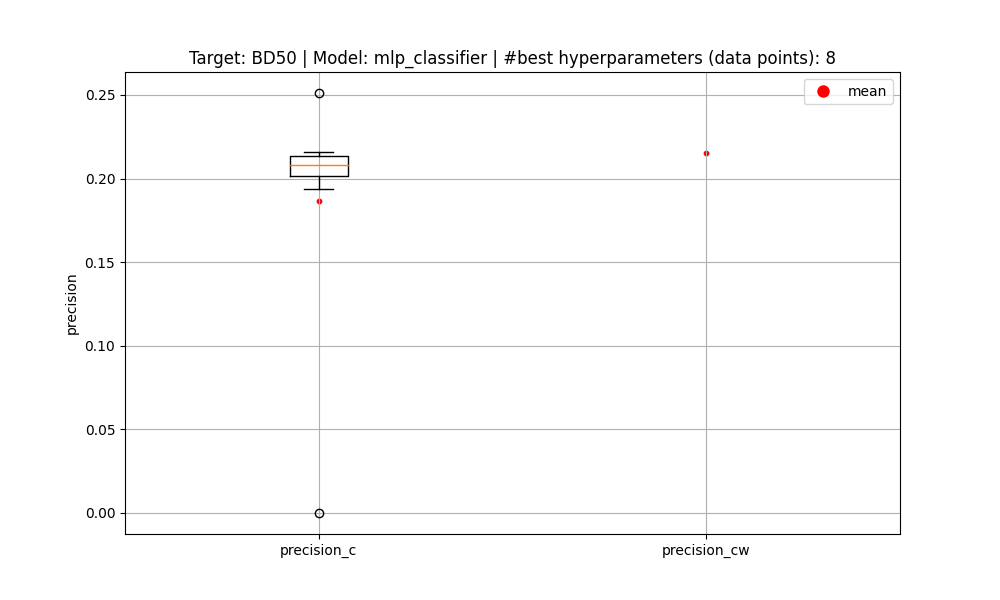 Target: BD50 | Model: mlp_classifier | #best hyperparameters (data points): 8
mean
0.25
0.20
0.15
0.10
0.05
0.00
precision
precision_c
precision_cw